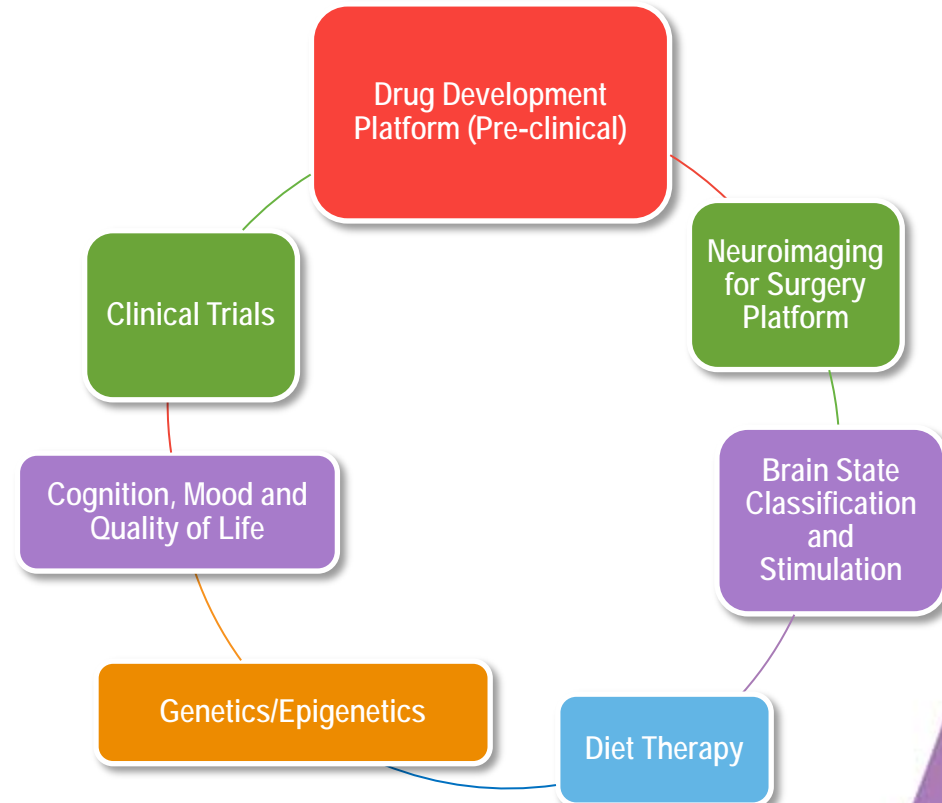 Drug Development
Platform (Pre-clinical)
Neuroimaging
for Surgery
Platform
Clinical Trials
Brain State
Classification
and
Stimulation
Cognition, Mood and
Quality of Life
Genetics/Epigenetics
Diet Therapy